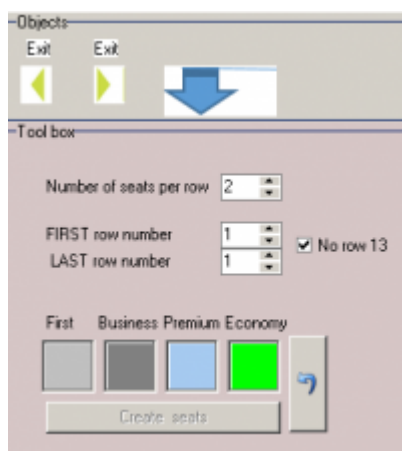 Objects
Exit Exit
Tool box
Number of seats per row 2
FIRST row number 1
LAST row number 1
No row 13
First Business Premium Economy
Create seats